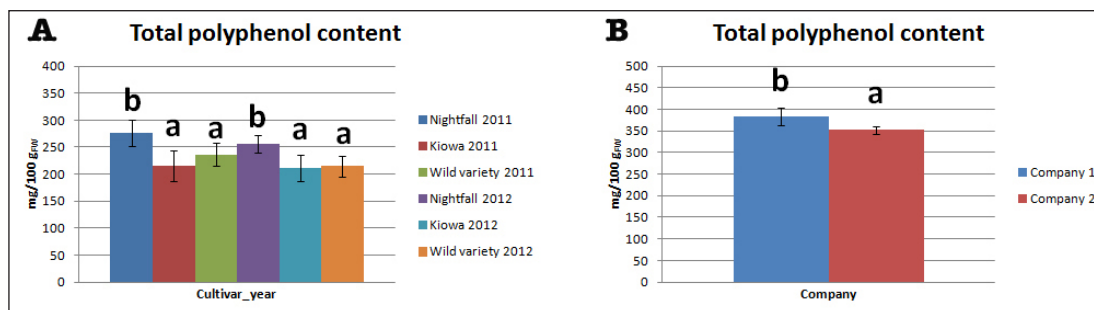 A Total polyphenol content
400
350
300
250
200
150
100
50
0
mg/100 gFW
b a a b a a
Cultivar_year
Nightfall 2011
Kiowa 2011
Wild variety 2011
Nightfall 2012
Kiowa 2012
Wild variety 2012
B Total polyphenol content
500
450
400
350
300
250
200
150
100
50
0
mg/100 gFW
b a
Company
Company 1
Company 2